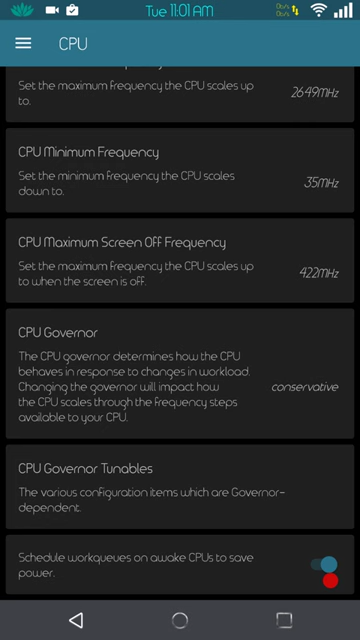 Tue 11:01 AM
0b/s
0b/s
CPU
Set the maximum frequency the CPU scales up
to.
2649MHz
CPU Minimum Frequency
Set the minimum frequency the CPU scales
down to.
35MHz
CPU Maximum Screen Off Frequency
Set the maximum frequency the CPU scales up
to when the screen is off.
422MHz
CPU Governor
The CPU governor determines how the CPU
behaves in response to changes in workload.
Changing the governor will impact how
the CPU scales through the frequency steps
available to your CPU.
conservative
CPU Governor Tunables
The various configuration items which are Governor-
dependent.
Schedule workqueues on awake CPUs to save
power.